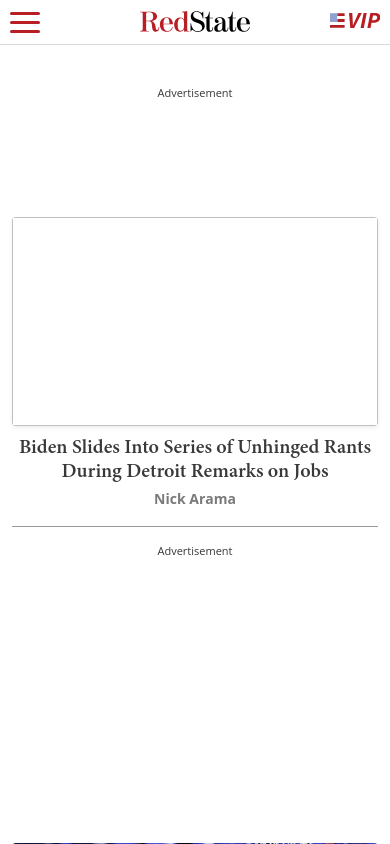 RedState
VIP
Advertisement
Biden Slides Into Series of Unhinged Rants
During Detroit Remarks on Jobs
Nick Arama
Advertisement